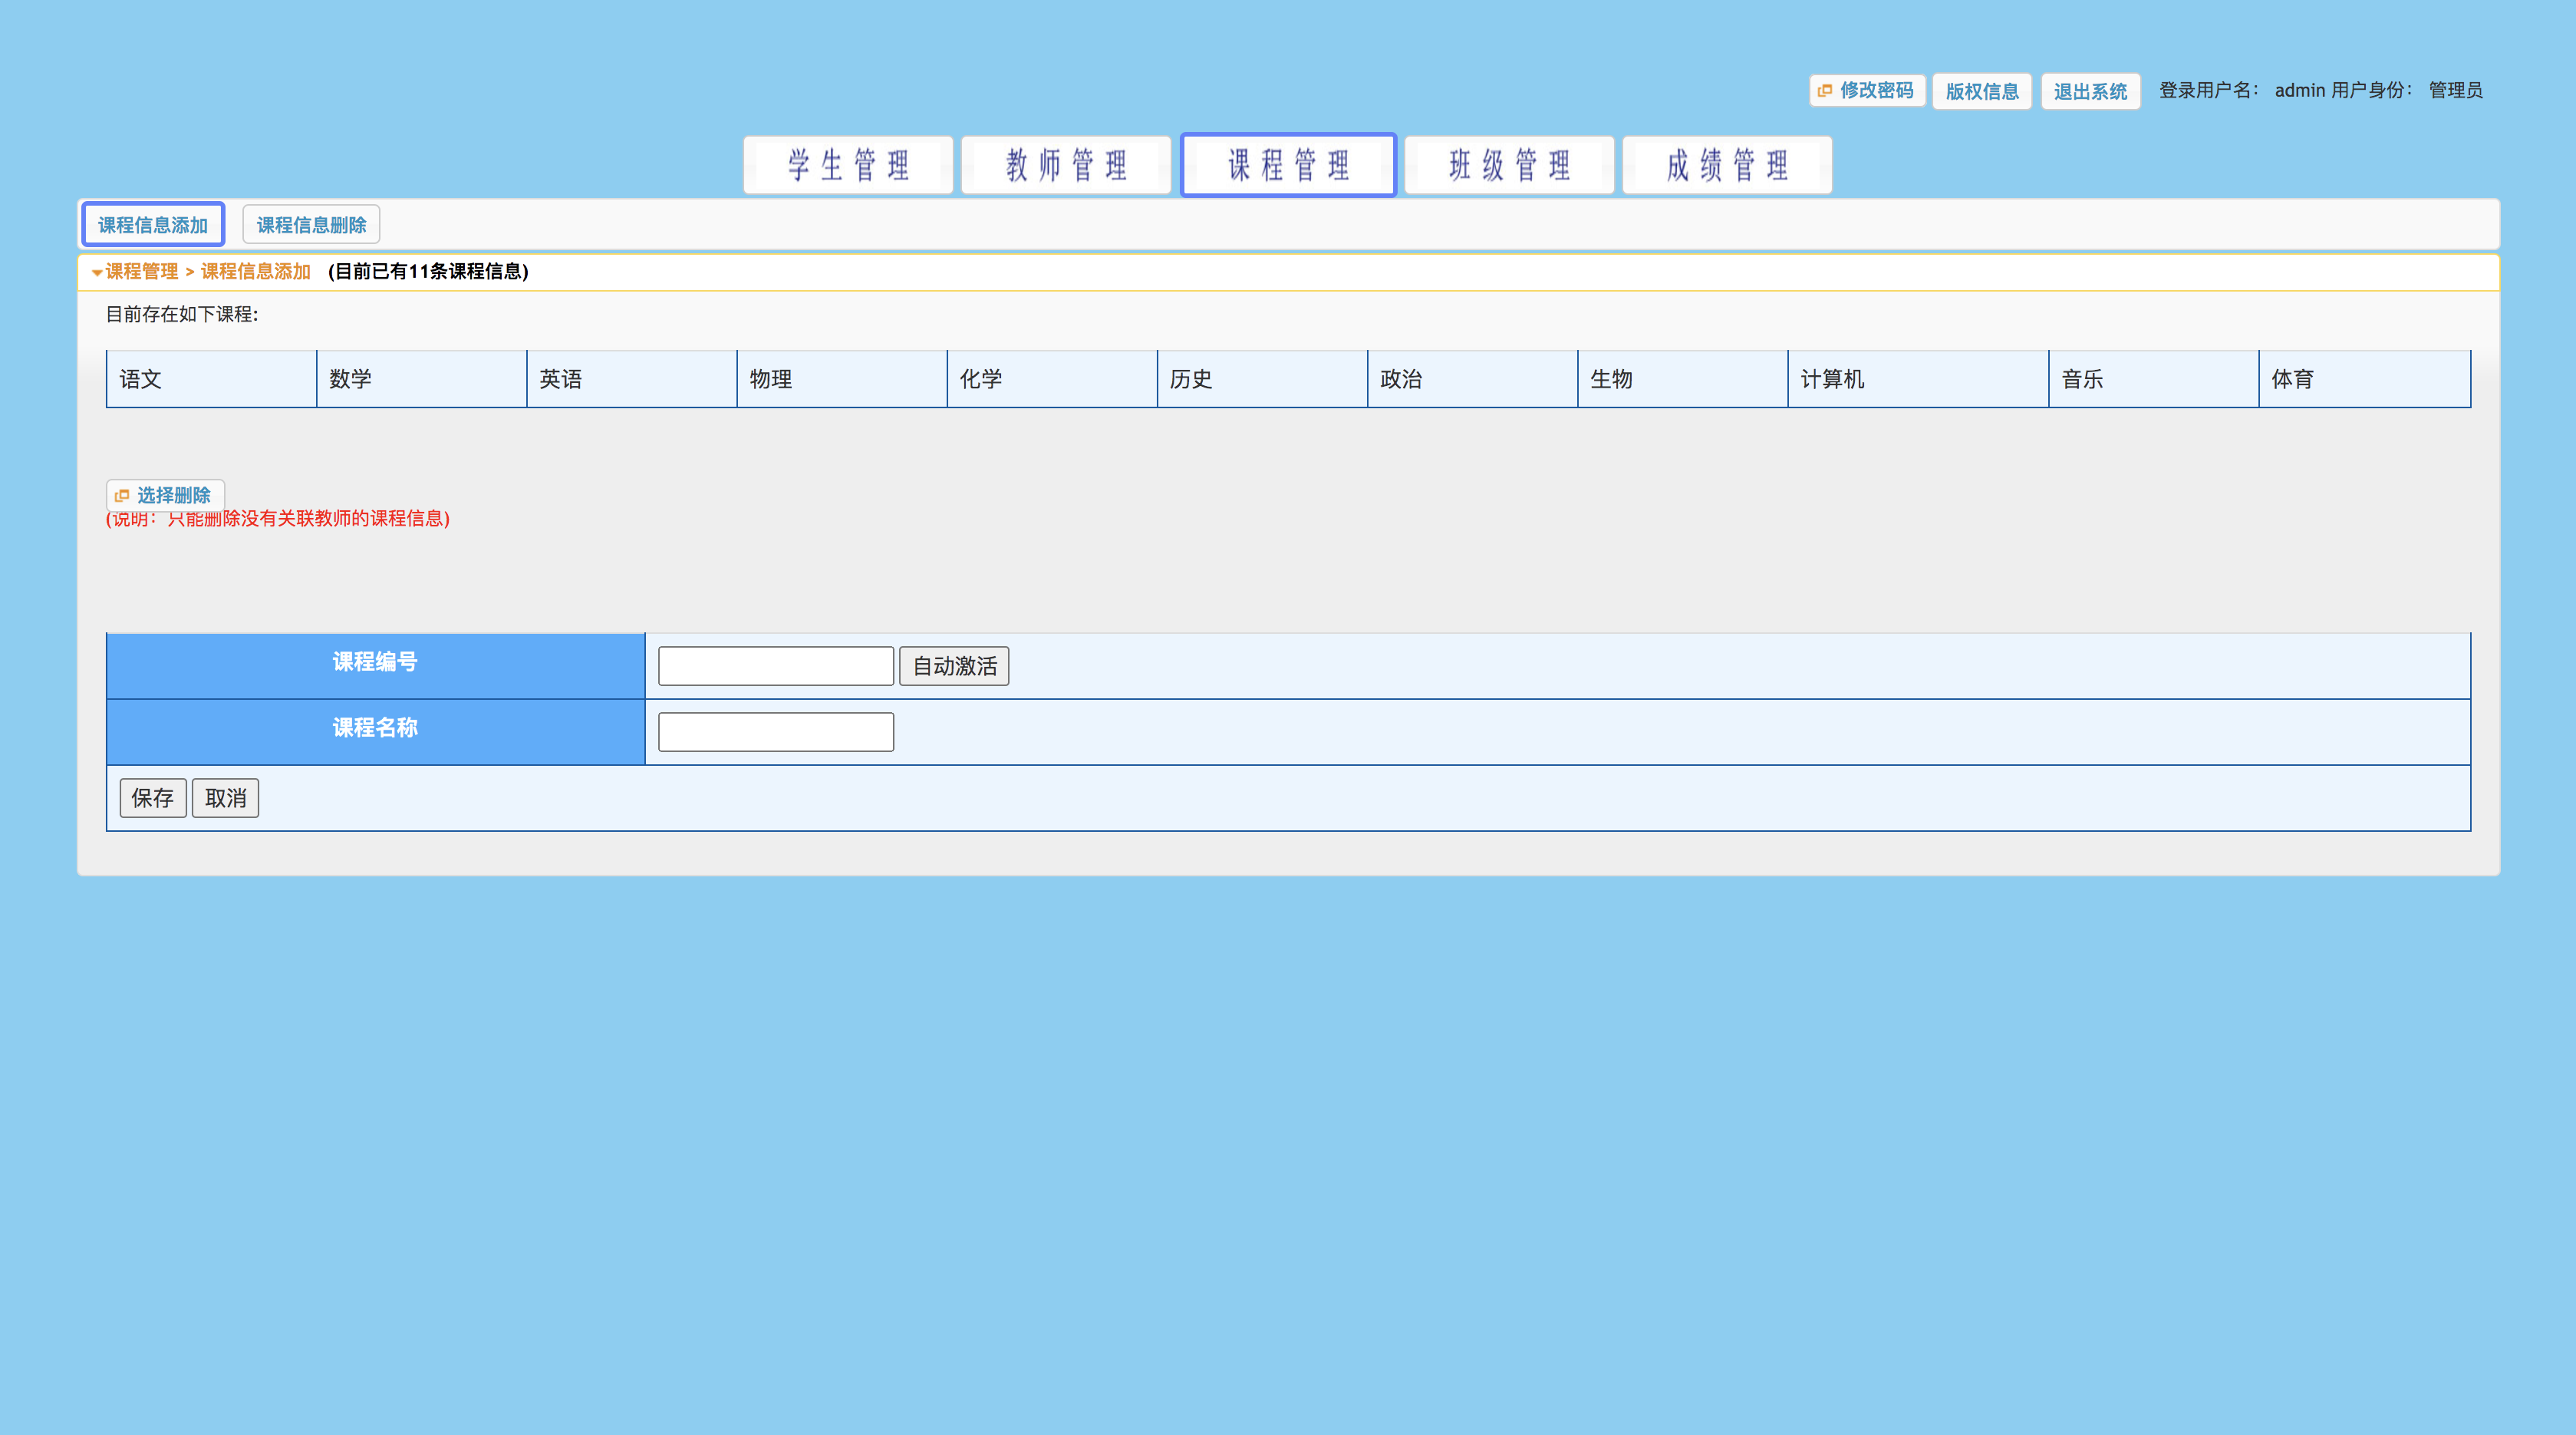 修改密码 版权信息 退出系统 登录用户名： admin 用户身份： 管理员
学生管理 教师管理 课程管理 班级管理 成绩管理
课程信息添加 课程信息删除
课程管理 > 课程信息添加 (目前已有11条课程信息)
目前存在如下课程:
语文 数学 英语 物理 化学 历史 政治 生物 计算机 音乐 体育
选择删除
(说明：只能删除没有关联教师的课程信息)
课程编号 自动激活
课程名称
保存 取消